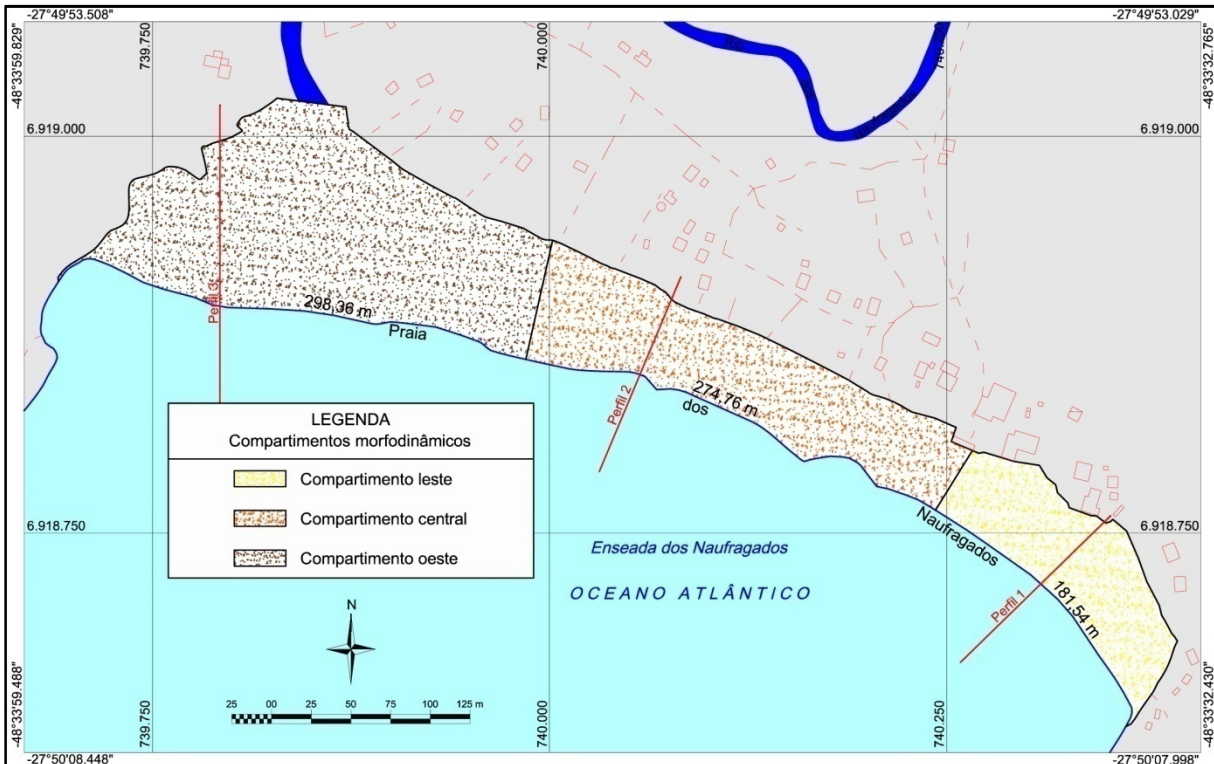 -27°49'53.508"
-27°49'53.029"
-48°33'59.829"
739.750
740.000
-48°33'32.765"
6.919.000
6.919.000
Perfil 3
298,36 m
Praia
Perfil 2
274,76 m
dos
LEGENDA
Compartimentos morfodinâmicos
Compartimento leste
Compartimento central
Compartimento oeste
Naufragados
6.918.750
6.918.750
Enseada dos Naufragados
OCEANO ATLÂNTICO
Perfil 1
181,54 m
N
25 00 25 50 75 100 125 m
-48°33'59.488"
739.750
740.000
740.250
-48°33'32.430"
-27°50'08.448"
-27°50'07.998"